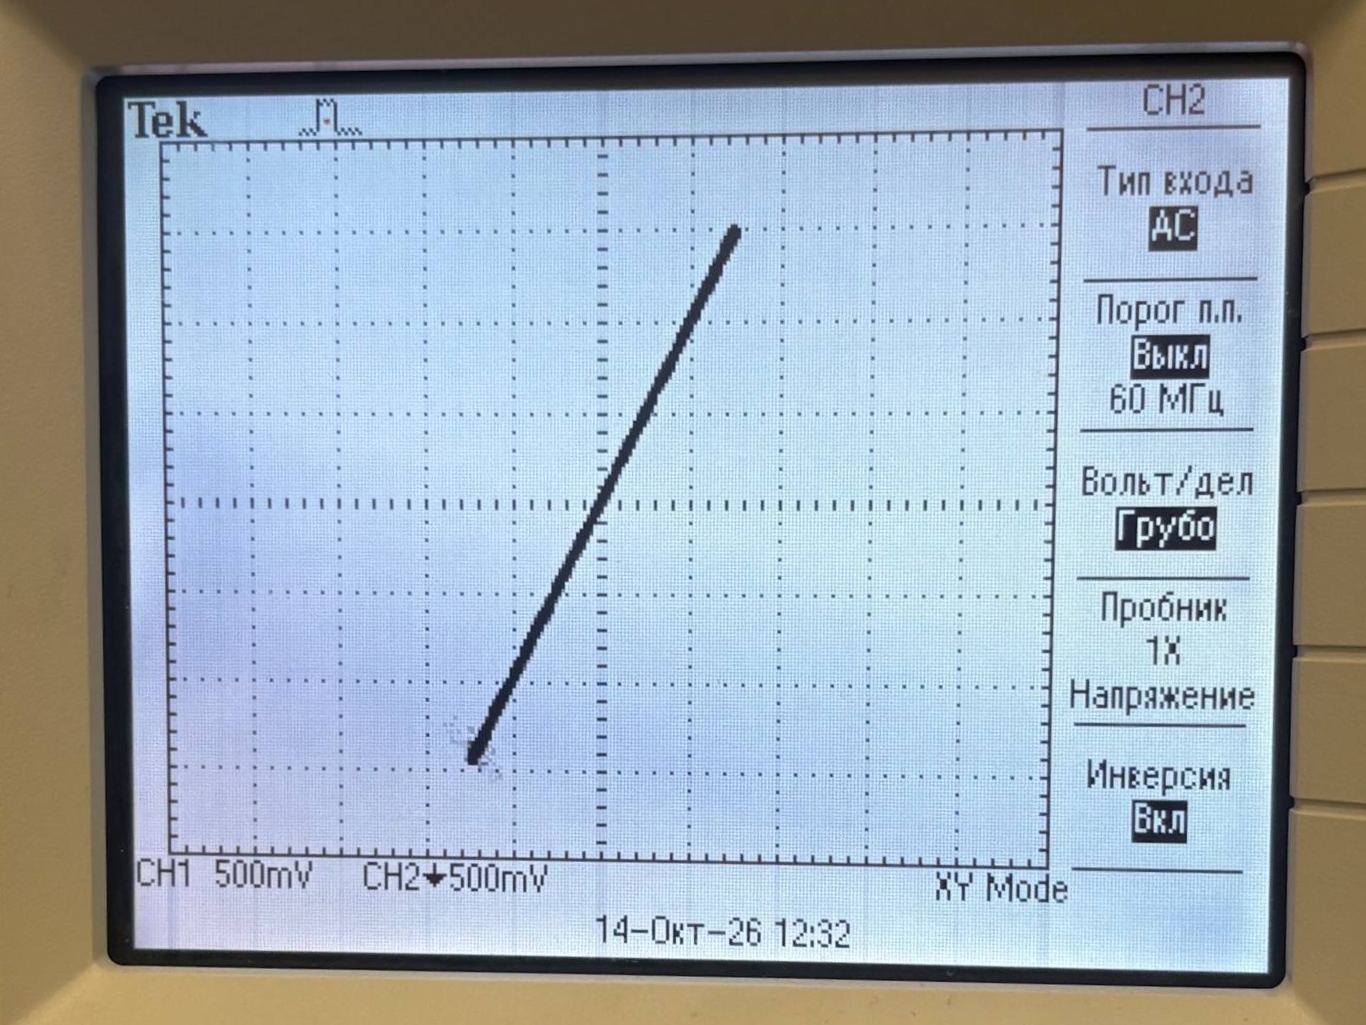 Tek
CH2
Тип входа
AC
Порог п.п.
Выкл
60 МГц
Вольт/дел
Грубо
Пробник
1X
Напряжение
Инверсия
Вкл
CH1 500mV CH2↓500mV
XY Mode
14-Окт-26 12:32